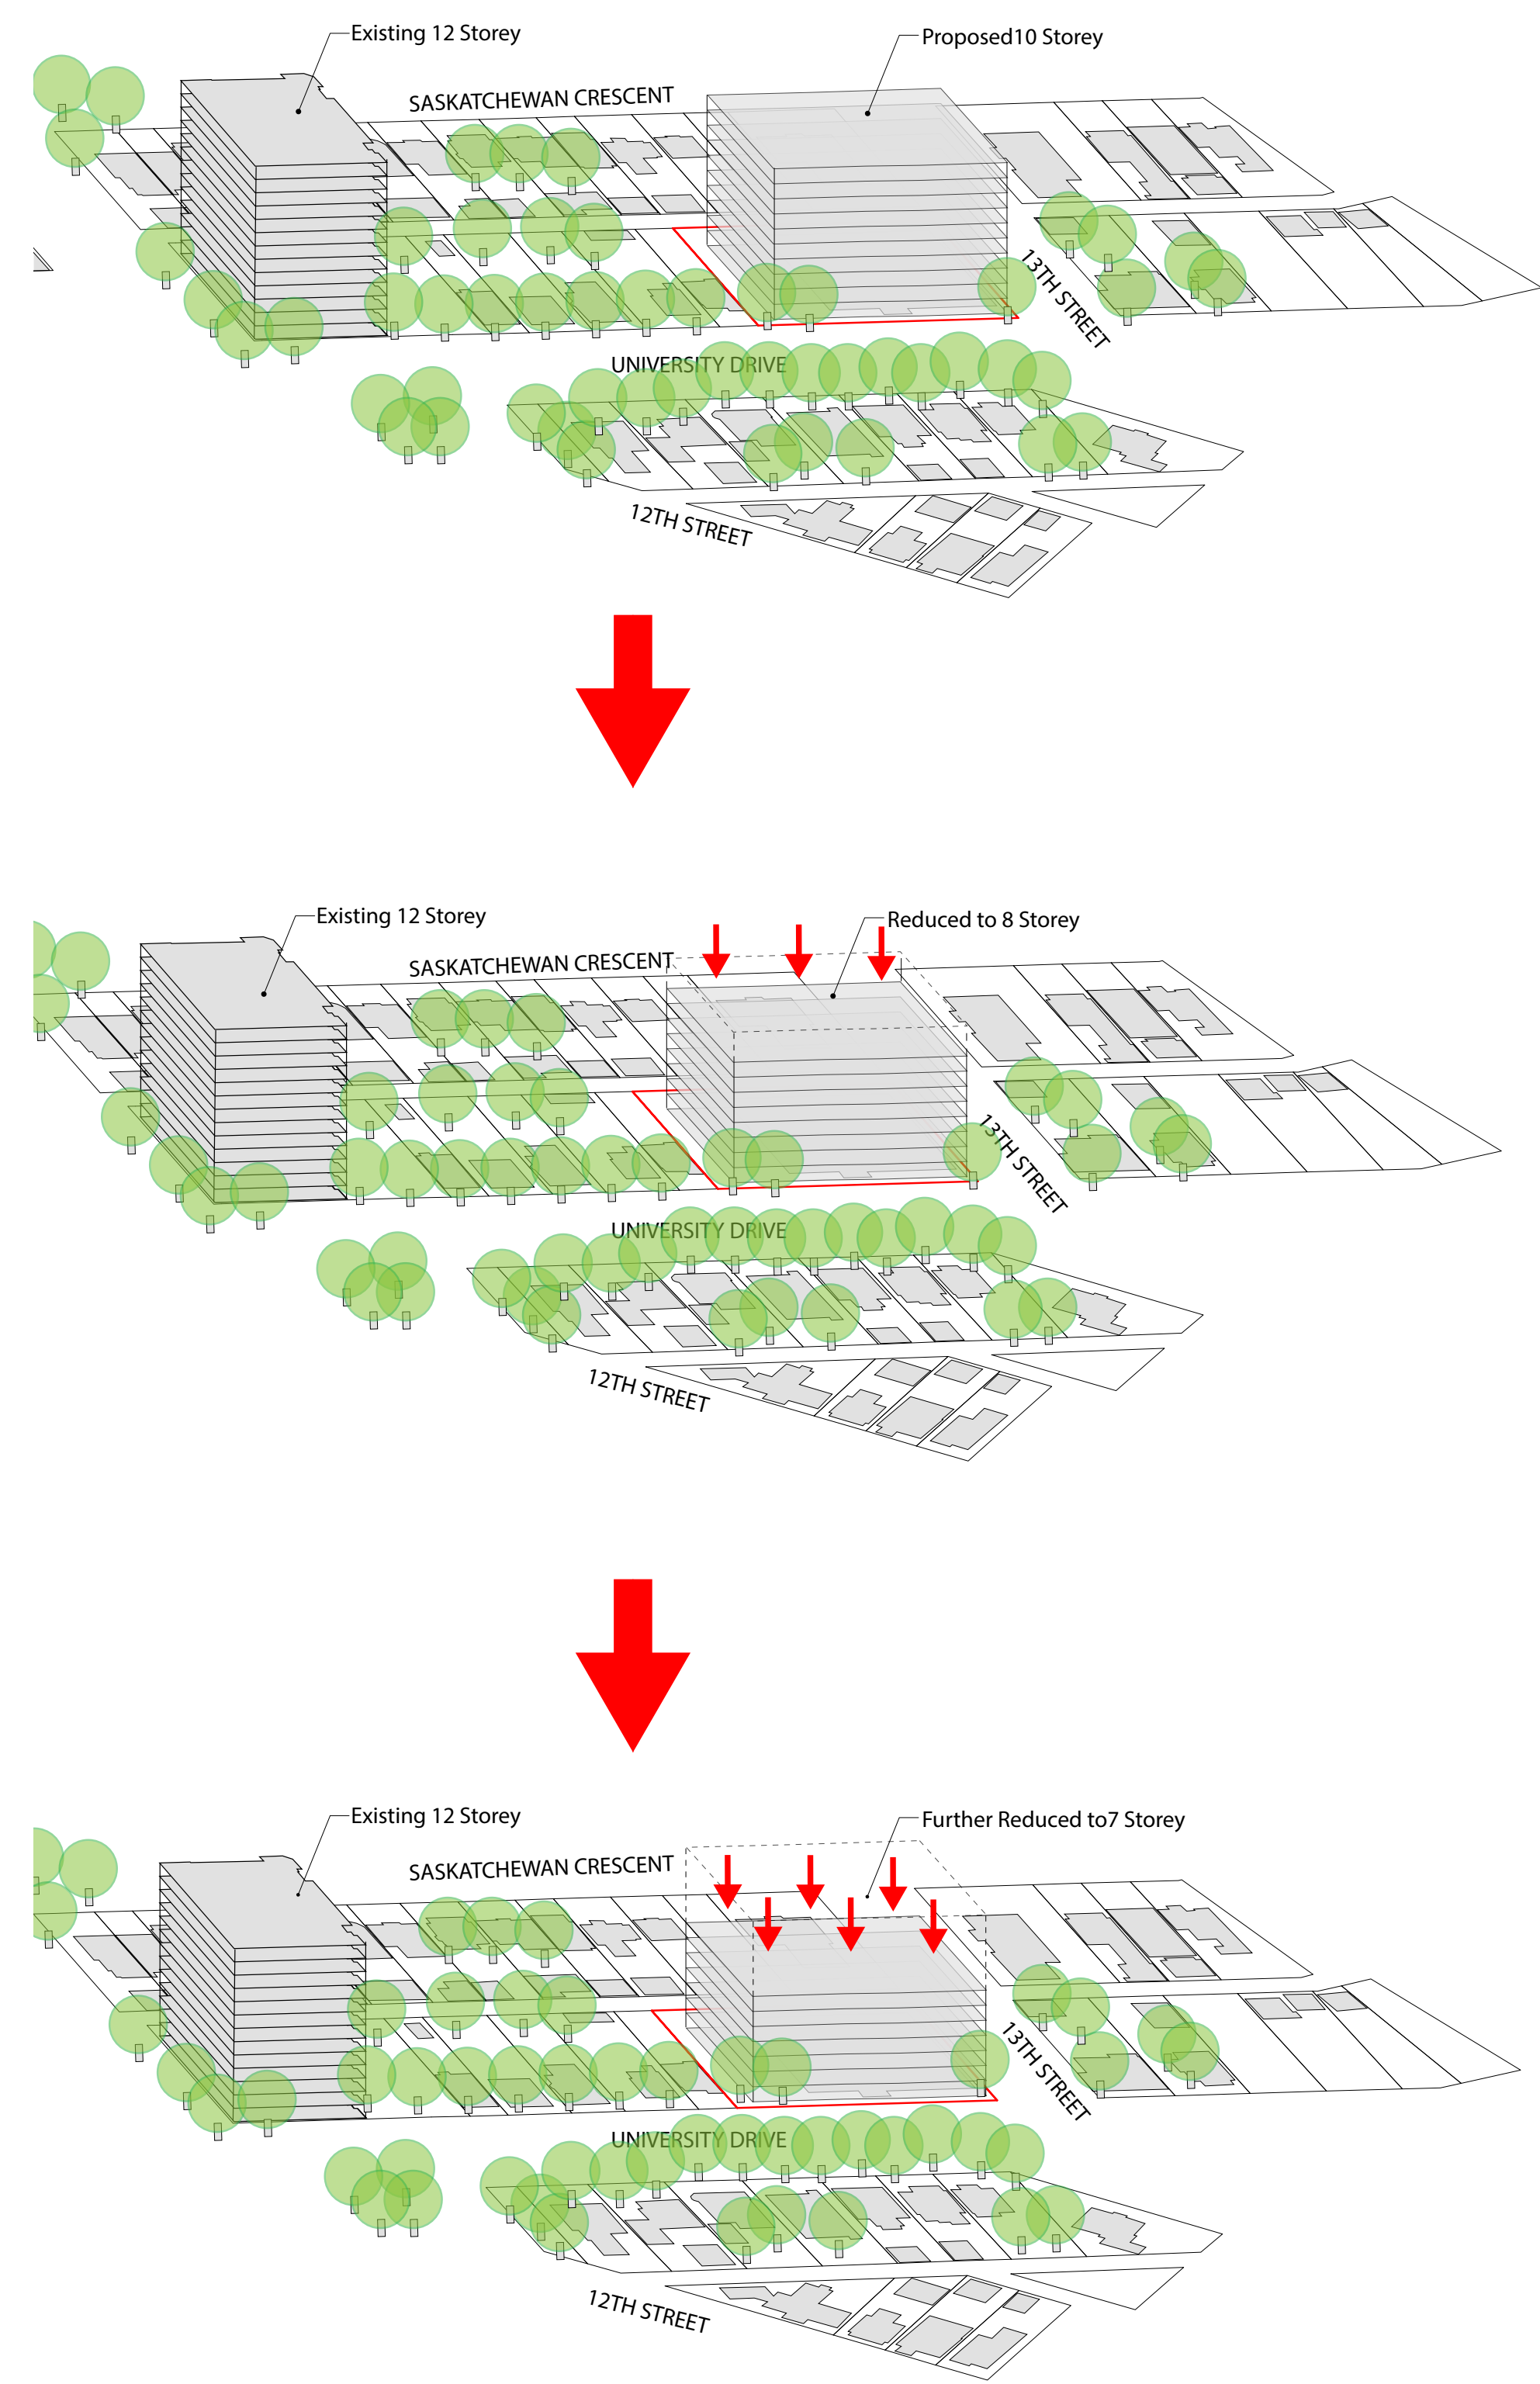 Existing 12 Storey
Proposed10 Storey
SASKATCHEWAN CRESCENT
13TH STREET
UNIVERSITY DRIVE
12TH STREET
Existing 12 Storey
Reduced to 8 Storey
SASKATCHEWAN CRESCENT
13TH STREET
UNIVERSITY DRIVE
12TH STREET
Existing 12 Storey
Further Reduced to7 Storey
SASKATCHEWAN CRESCENT
13TH STREET
UNIVERSITY DRIVE
12TH STREET